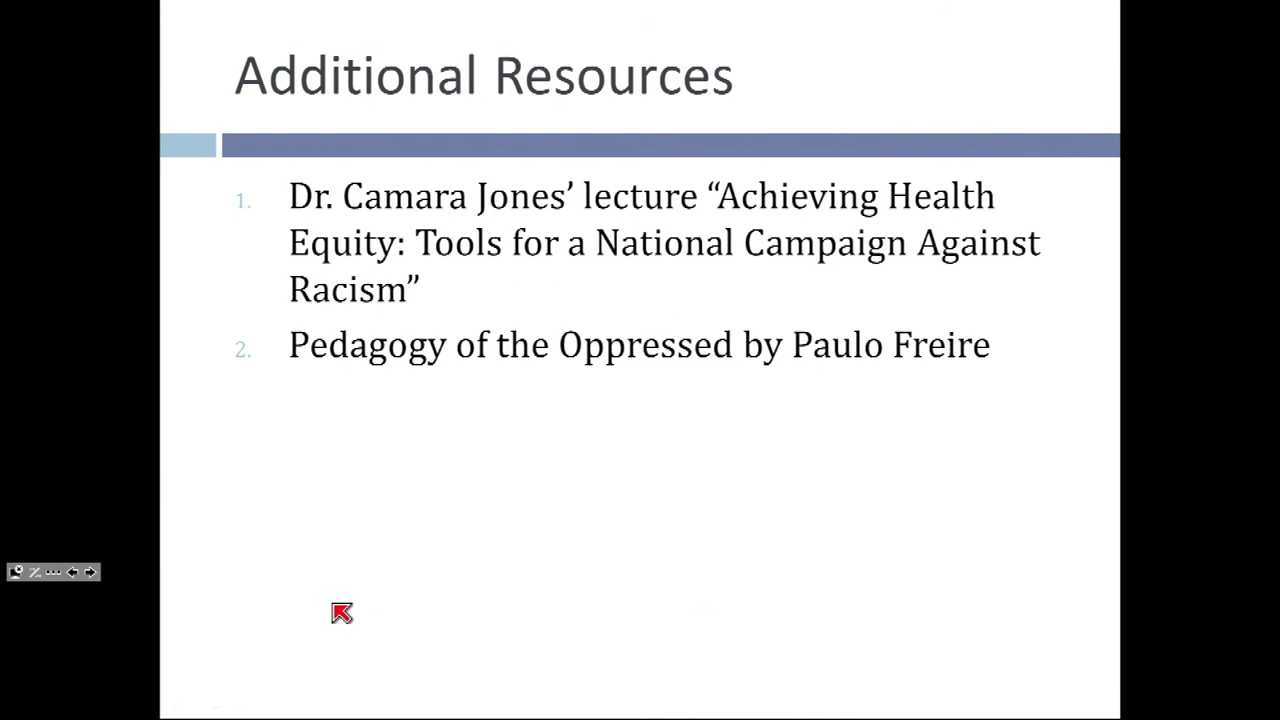 Additional Resources
1. Dr. Camara Jones’ lecture “Achieving Health
Equity: Tools for a National Campaign Against
Racism”
2. Pedagogy of the Oppressed by Paulo Freire